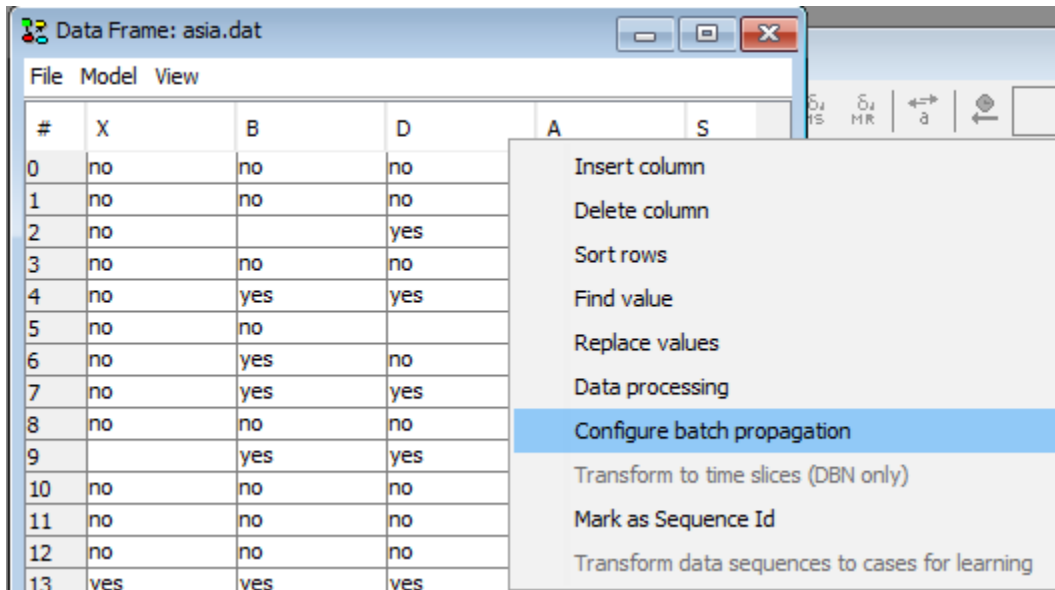 Data Frame: asia.dat
File Model View
# X B D A S
0 no no no
1 no no no
2 no yes
3 no no no
4 no yes yes
5 no no
6 no yes no
7 no yes yes
8 no no no
9 yes yes
10 no no no
11 no no no
12 no no no
13 yes yes yes
MS MR a
Insert column
Delete column
Sort rows
Find value
Replace values
Data processing
Configure batch propagation
Transform to time slices (DBN only)
Mark as Sequence Id
Transform data sequences to cases for learning